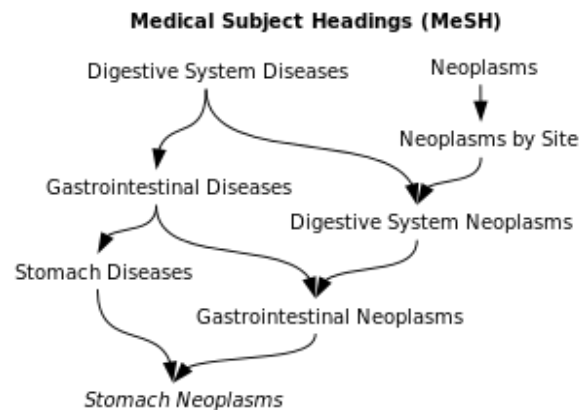 Medical Subject Headings (MeSH)
Digestive System Diseases
Neoplasms
Neoplasms by Site
Gastrointestinal Diseases
Digestive System Neoplasms
Stomach Diseases
Gastrointestinal Neoplasms
Stomach Neoplasms